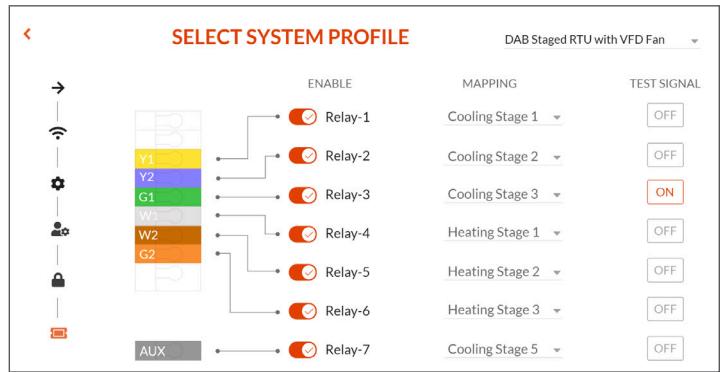 SELECT SYSTEM PROFILE
DAB Staged RTU with VFD Fan
ENABLE MAPPING TEST SIGNAL
Relay-1 Cooling Stage 1 OFF
Y1 Relay-2 Cooling Stage 2 OFF
Y2
G1 Relay-3 Cooling Stage 3 ON
W1
W2 Relay-4 Heating Stage 1 OFF
G2
Relay-5 Heating Stage 2 OFF
Relay-6 Heating Stage 3 OFF
AUX Relay-7 Cooling Stage 5 OFF